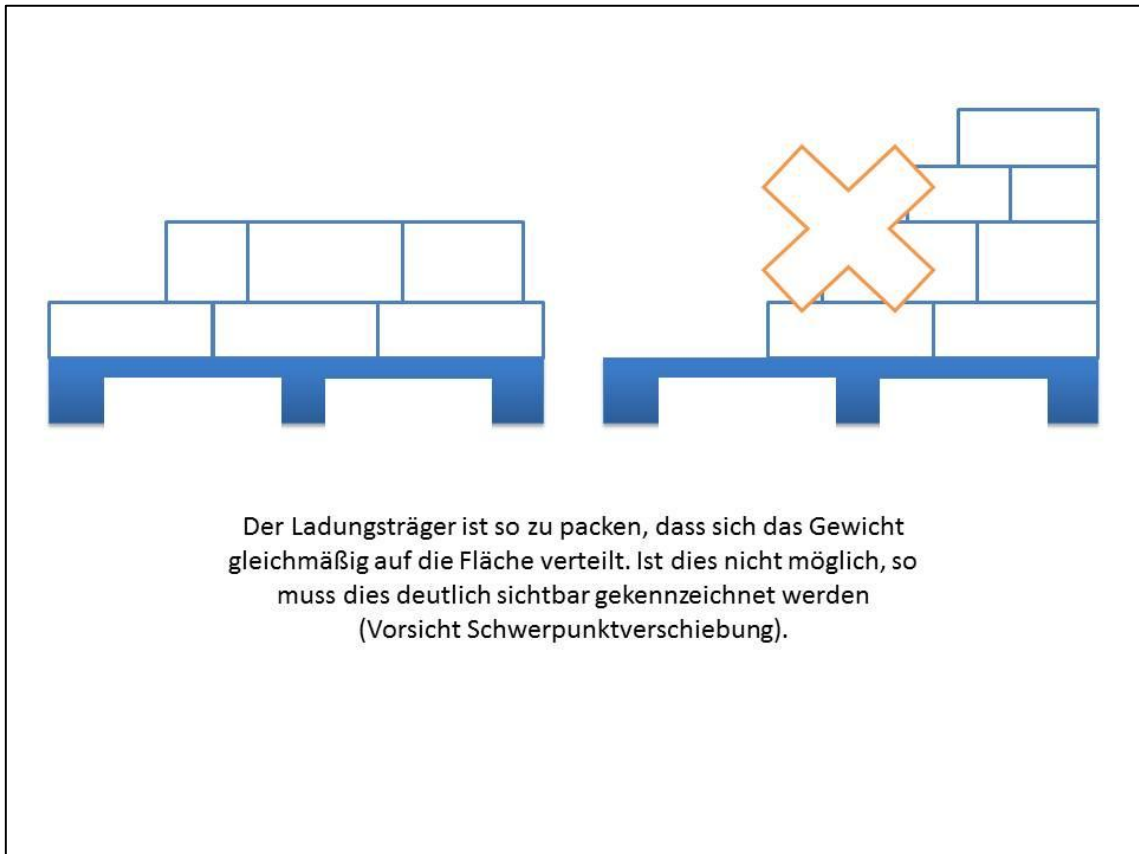 Der Ladungsträger ist so zu packen, dass sich das Gewicht
gleichmäßig auf die Fläche verteilt. Ist dies nicht möglich, so
muss dies deutlich sichtbar gekennzeichnet werden
(Vorsicht Schwerpunktverschiebung).